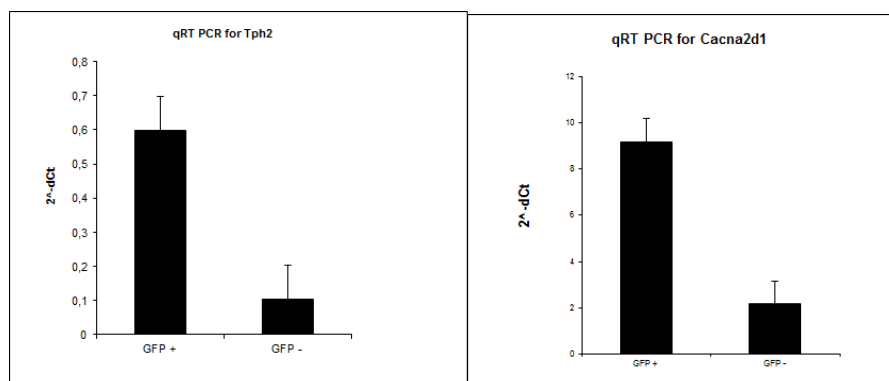 qRT PCR for Tph2
2^-dCt
0,8
0,7
0,6
0,5
0,4
0,3
0,2
0,1
0
GFP +
GFP -
qRT PCR for Cacna2d1
2^-dCt
12
10
8
6
4
2
0
GFP +
GFP -